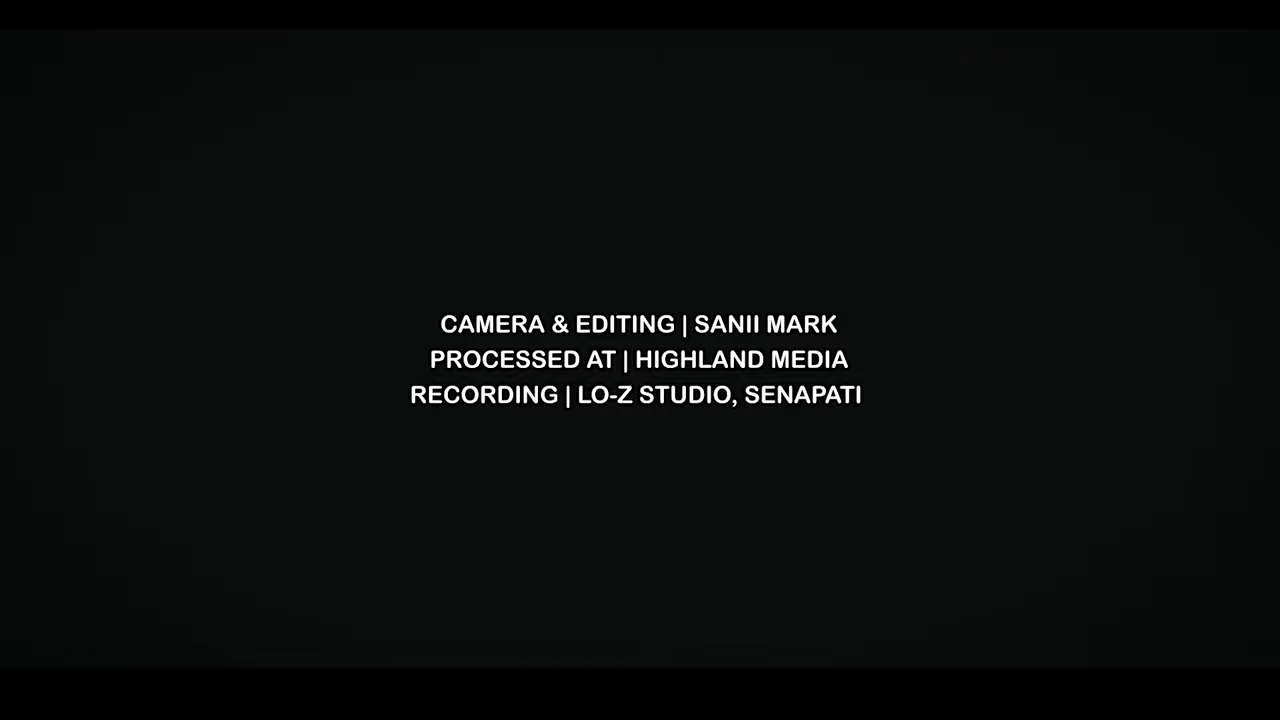 CAMERA & EDITING | SANII MARK
PROCESSED AT | HIGHLAND MEDIA
RECORDING | LO-Z STUDIO, SENAPATI